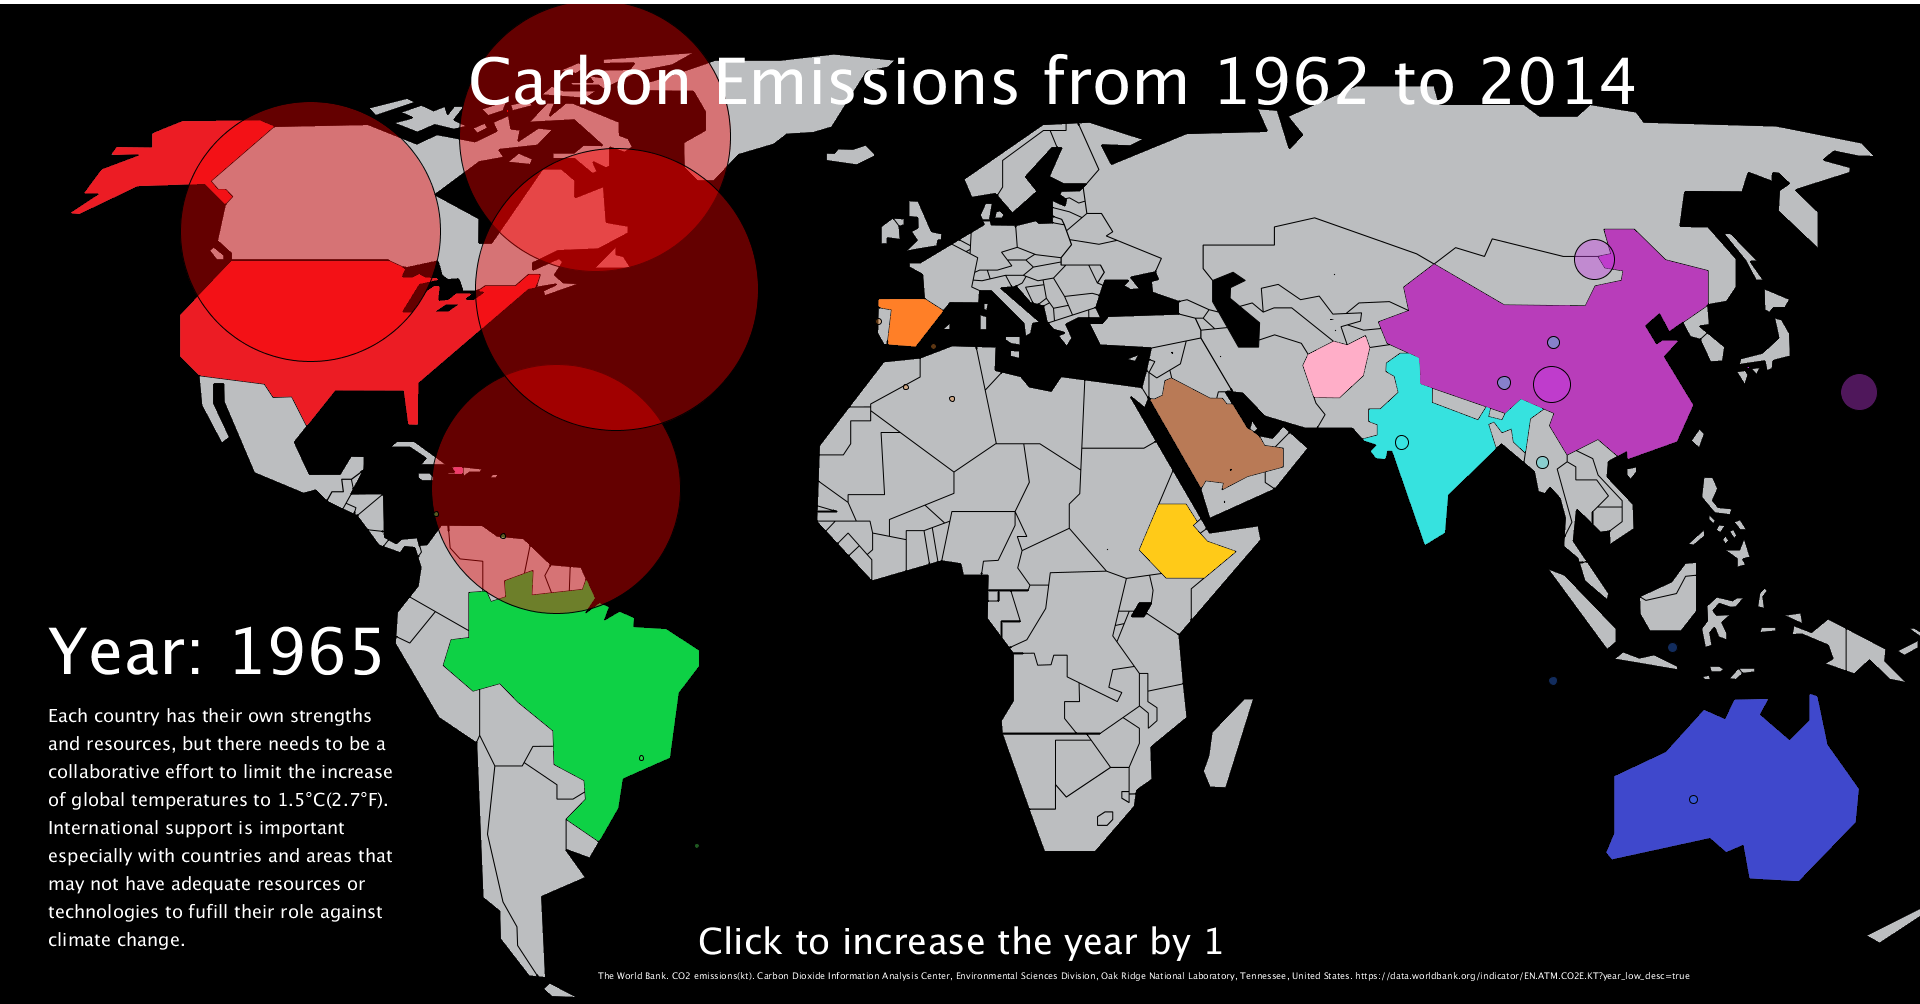 Carbon Emissions from 1962 to 2014
Year: 1965
Each country has their own strengths
and resources, but there needs to be a
collaborative effort to limit the increase
of global temperatures to 1.5°C(2.7°F).
International support is important
especially with countries and areas that
may not have adequate resources or
technologies to fufill their role against
climate change.
Click to increase the year by 1
The World Bank. CO2 emissions(kt). Carbon Dioxide Information Analysis Center, Environmental Sciences Division, Oak Ridge National Laboratory, Tennessee, United States. https://data.worldbank.org/indicator/EN.ATM.CO2E.KT?year_low_desc=true